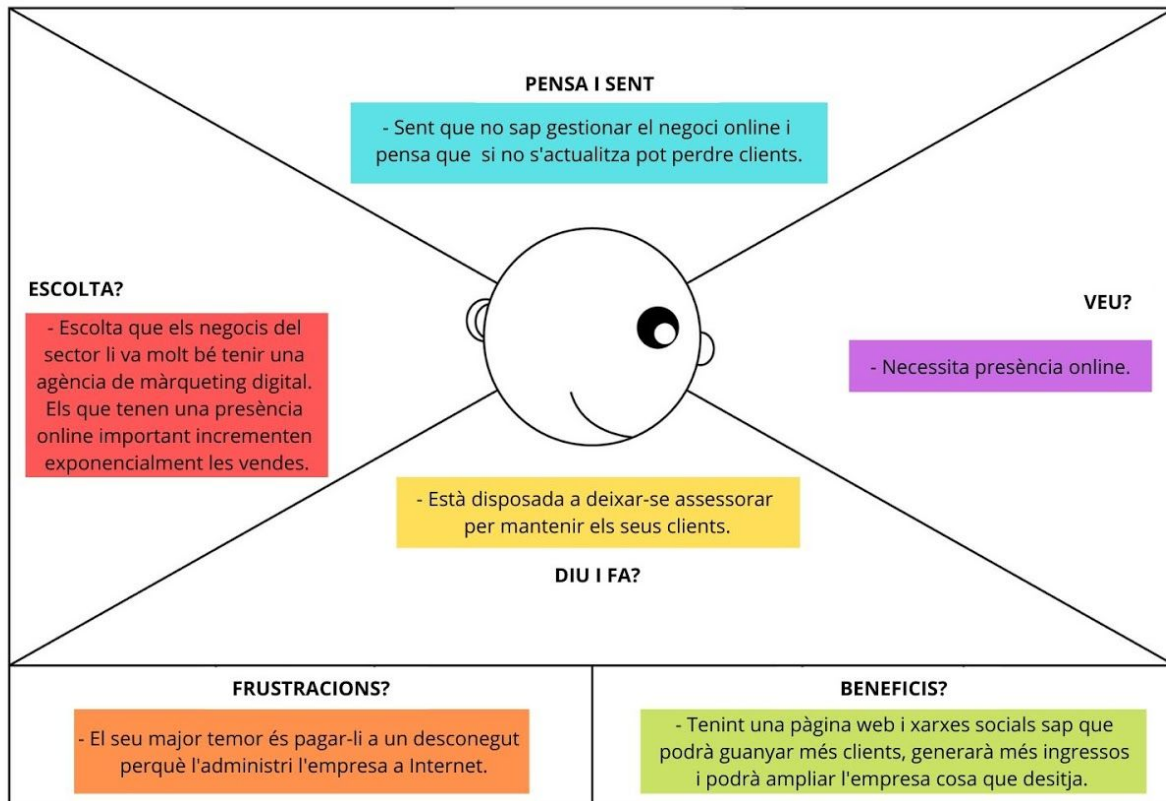 PENSA I SENT
- Sent que no sap gestionar el negoci online i
pensa que si no s'actualitza pot perdre clients.
ESCOLTA?
- Escolta que els negocis del
sector li va molt bé tenir una
agència de màrqueting digital.
Els que tenen una presència
online important incrementen
exponencialment les vendes.
VEU?
- Necessita presència online.
- Està disposada a deixar-se assessorar
per mantenir els seus clients.
DIU I FA?
FRUSTRACIONS?
- El seu major temor és pagar-li a un desconegut
perquè l'administri l'empresa a Internet.
BENEFICIS?
- Tenint una pàgina web i xarxes socials sap que
podrà guanyar més clients, generarà més ingressos
i podrà ampliar l'empresa cosa que desitja.